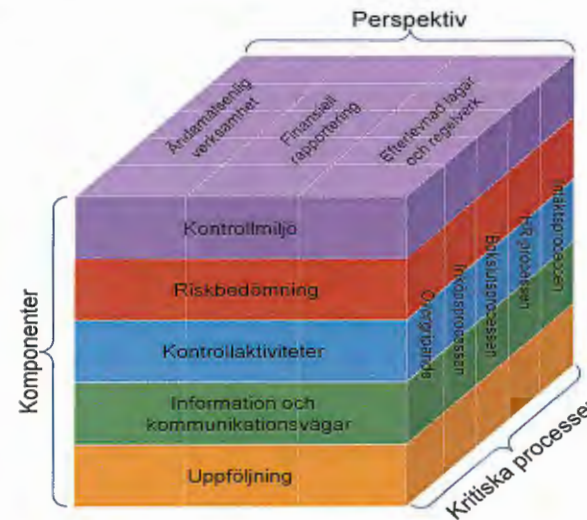 Perspektiv
Ändamålsenlig
verksamhet
Finansiell
rapportering
Efterlevnad lagar
och regelverk
Komponenter
Kontrollmiljö
Riskbedömning
Kontrollaktiviteter
Information och
kommunikationsvägar
Uppföljning
Övergripande
Inköpsprocessen
Bokslutsprocessen
HR processen
Intäktsprocessen
Kritiska processer